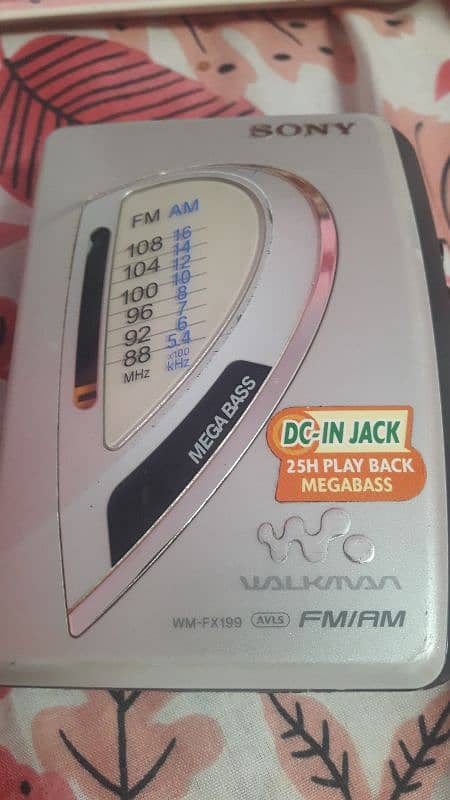 SONY
FM AM
108 16
14
104 12
10
100 8
96 7
92 6
88 5.4
MHz x100 kHz
MEGA BASS
DC-IN JACK
25H PLAY BACK
MEGABASS
WALKMAN
WM-FX199 AVLS FM/AM